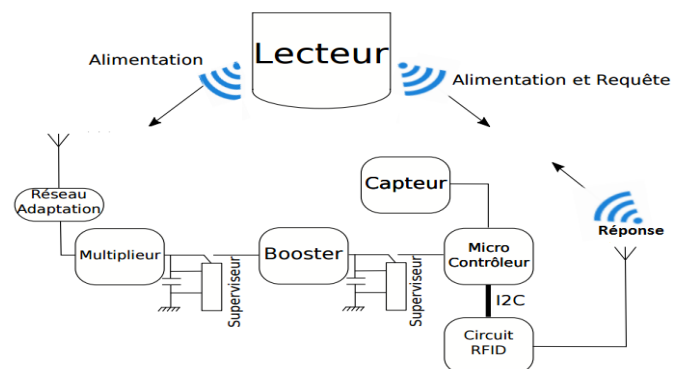 Lecteur
Alimentation
Alimentation et Requête
Réseau
Adaptation
Capteur
Réponse
Multiplieur
Superviseur
Booster
Superviseur
Micro
Contrôleur
I2C
Circuit
RFID